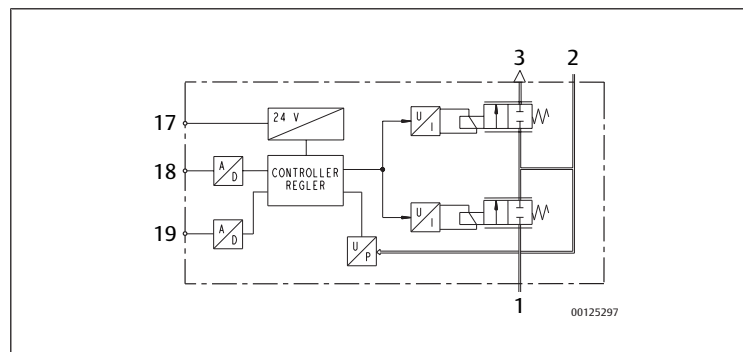 3 2
17
24 V
U
I
18
A
D
CONTROLLER
REGLER
19
A
D
U
I
U
P
1
00125297